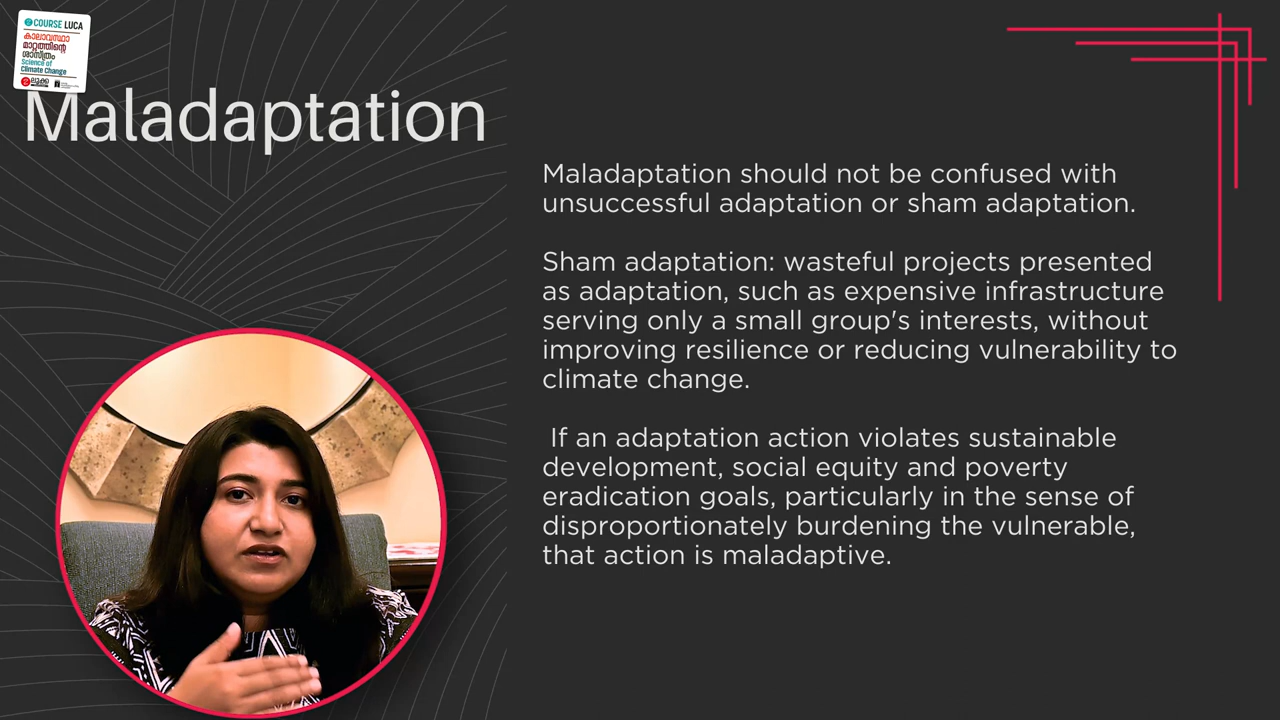 COURSE LUCA
കാലാവസ്ഥാ
മാറ്റത്തിന്റെ
ശാസ്ത്രം
Science of
Climate Change
ലൂക്ക
Maladaptation
Maladaptation should not be confused with
unsuccessful adaptation or sham adaptation.
Sham adaptation: wasteful projects presented
as adaptation, such as expensive infrastructure
serving only a small group's interests, without
improving resilience or reducing vulnerability to
climate change.
If an adaptation action violates sustainable
development, social equity and poverty
eradication goals, particularly in the sense of
disproportionately burdening the vulnerable,
that action is maladaptive.